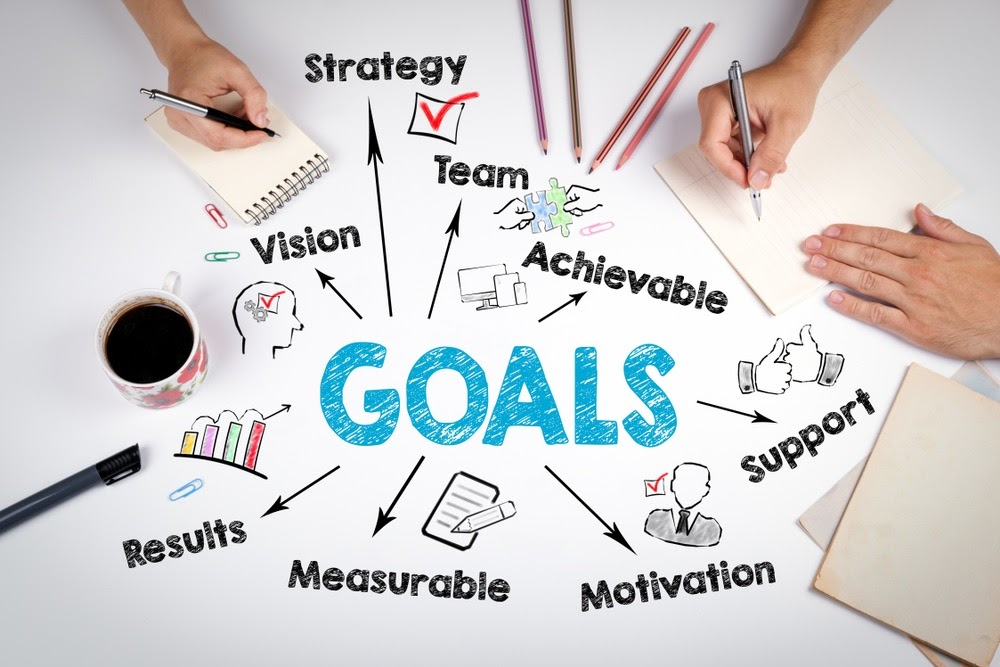 Strategy
Team
Vision
Achievable
GOALS
Support
Results
Measurable
Motivation